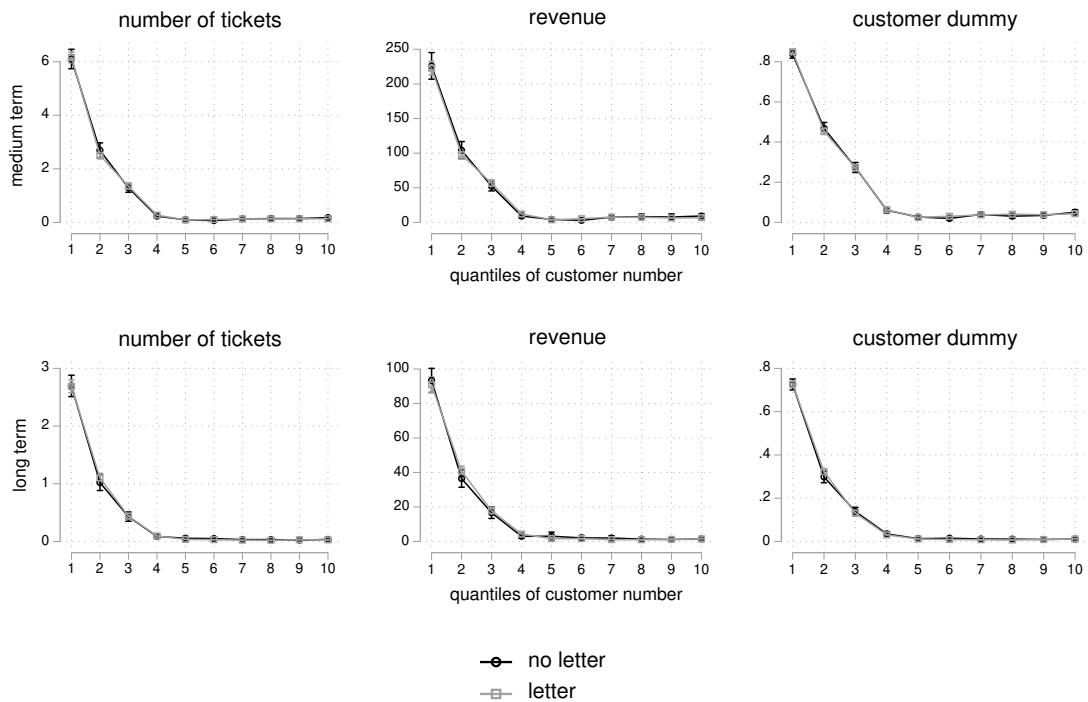 number of tickets
revenue
customer dummy
medium term
6
4
2
0
250
200
150
100
50
0
.8
.6
.4
.2
0
1 2 3 4 5 6 7 8 9 10
1 2 3 4 5 6 7 8 9 10
1 2 3 4 5 6 7 8 9 10
quantiles of customer number
number of tickets
revenue
customer dummy
long term
3
2
1
0
100
80
60
40
20
0
.8
.6
.4
.2
0
1 2 3 4 5 6 7 8 9 10
1 2 3 4 5 6 7 8 9 10
1 2 3 4 5 6 7 8 9 10
quantiles of customer number
no letter
letter